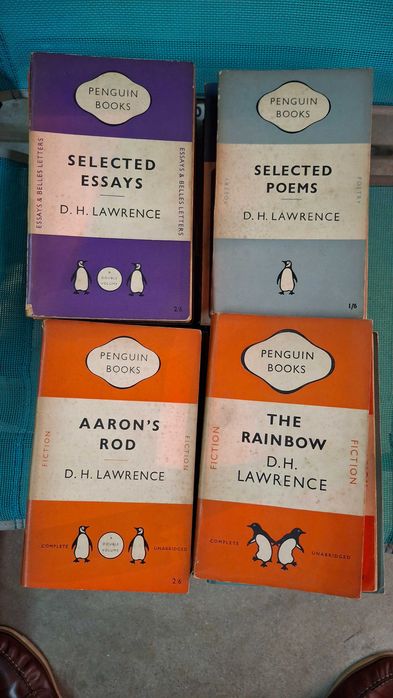 PENGUIN
BOOKS
ESSAYS & BELLES LETTERS
SELECTED
ESSAYS
D. H. LAWRENCE
ESSAYS & BELLES LETTERS
A
DOUBLE
VOLUME
2/6
PENGUIN
BOOKS
POETRY
SELECTED
POEMS
D. H. LAWRENCE
POETRY
1/6
PENGUIN
BOOKS
FICTION
AARON'S
ROD
D. H. LAWRENCE
FICTION
COMPLETE
A
DOUBLE
VOLUME
UNABRIDGED
2/6
PENGUIN
BOOKS
FICTION
THE
RAINBOW
D.H.
LAWRENCE
FICTION
COMPLETE
UNABRIDGED